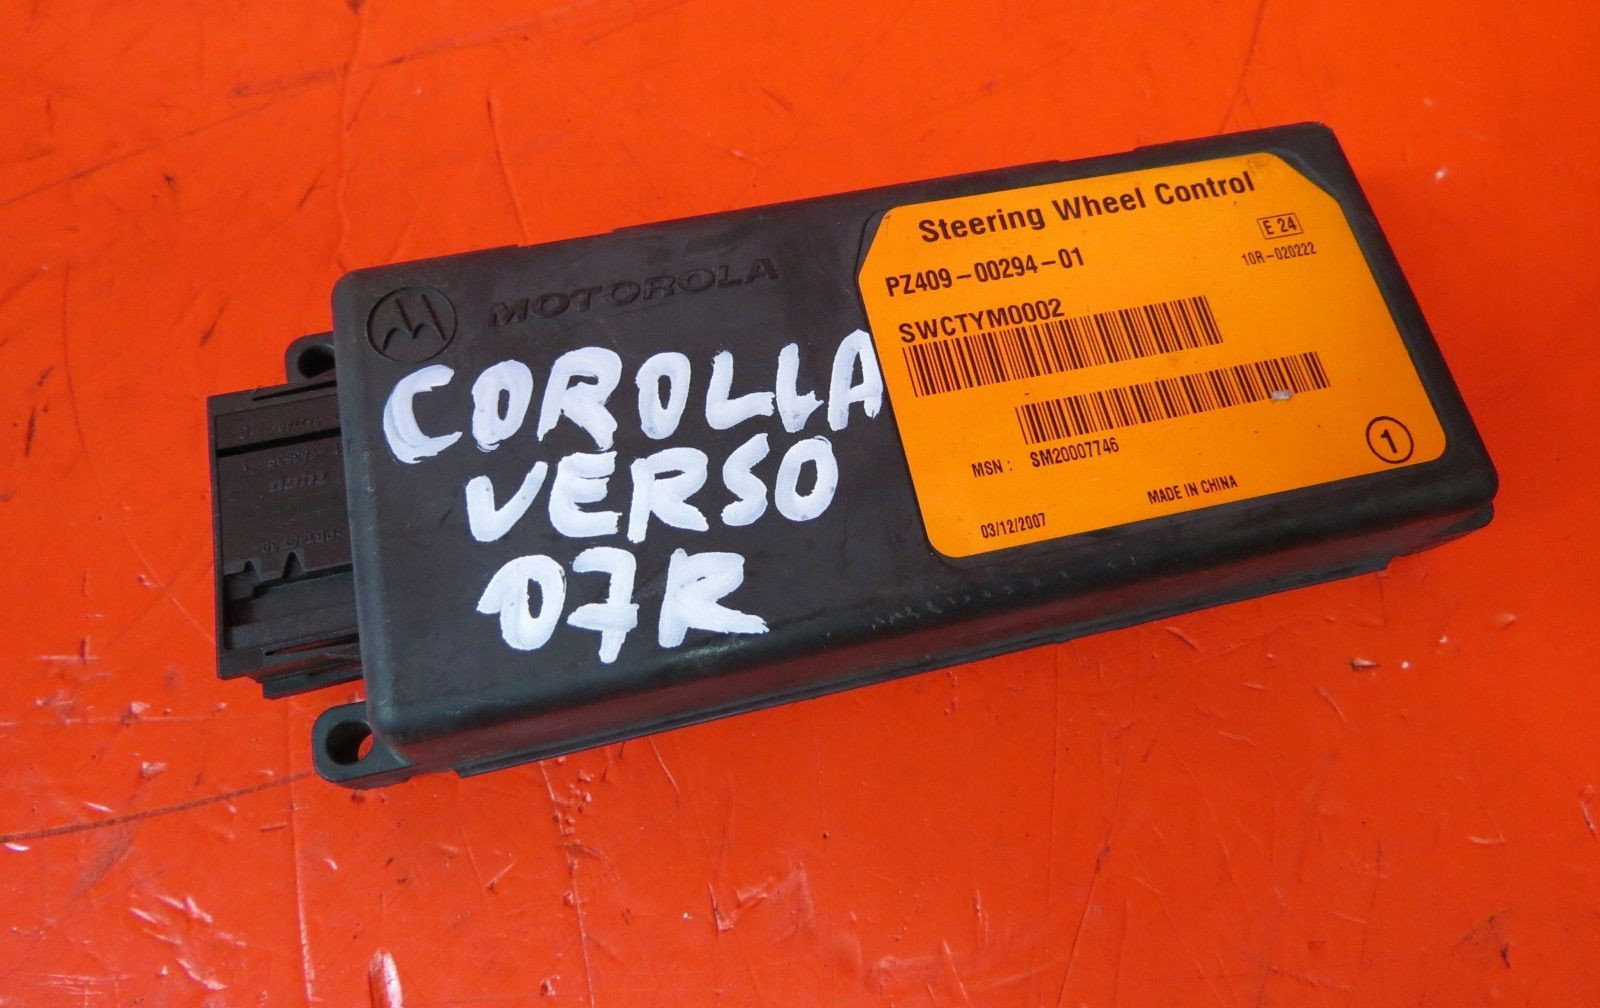 MOTOROLA
COROLLA
VERSO
07R
Steering Wheel Control
E 24
PZ409-00294-01
10R-020222
SWCTYM0002
MSN : SM20007746
MADE IN CHINA
03/12/2007
1